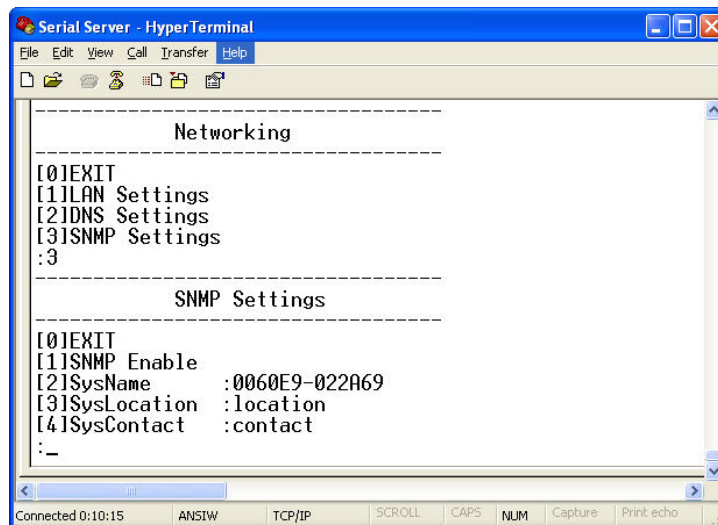 Serial Server - HyperTerminal
File Edit View Call Transfer Help
Networking
[0]EXIT
[1]LAN Settings
[2]DNS Settings
[3]SNMP Settings
:3
SNMP Settings
[0]EXIT
[1]SNMP Enable
[2]SysName :0060E9-022A69
[3]SysLocation :location
[4]SysContact :contact
:_
Connected 0:10:15 ANSIW TCP/IP SCROLL CAPS NUM Capture Print echo